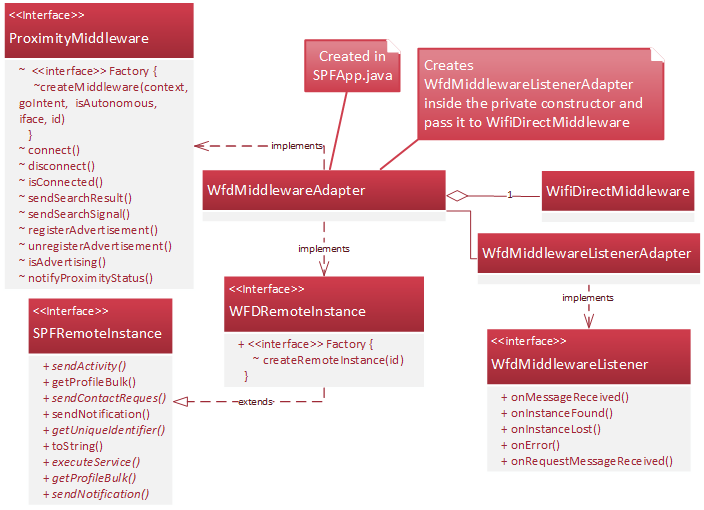 <<Interface>>
ProximityMiddleware
~ <<interface>> Factory {
~createMiddleware(context,
goIntent, isAutonomous,
iface, id)
}
~ connect()
~ disconnect()
~ isConnected()
~ sendSearchResult()
~ sendSearchSignal()
~ registerAdvertisement()
~ unregisterAdvertisement()
~ isAdvertising()
~ notifyProximityStatus()
Created in
SPFApp.java
Creates
WfdMiddlewareListenerAdapter
inside the private constructor and
pass it to WifiDirectMiddleware
implements
WfdMiddlewareAdapter
1
WifiDirectMiddleware
WfdMiddlewareListenerAdapter
implements
implements
<<Interface>>
WFDRemoteInstance
+ <<interface>> Factory {
~ createRemoteInstance(id)
}
extends
<<Interface>>
SPFRemoteInstance
+ sendActivity()
+ getProfileBulk()
+ sendContactReques()
+ sendNotification()
+ getUniqueIdentifier()
+ toString()
+ executeService()
+ getProfileBulk()
+ sendNotification()
<<interface>>
WfdMiddlewareListener
+ onMessageReceived()
+ onInstanceFound()
+ onInstanceLost()
+ onError()
+ onRequestMessageReceived()